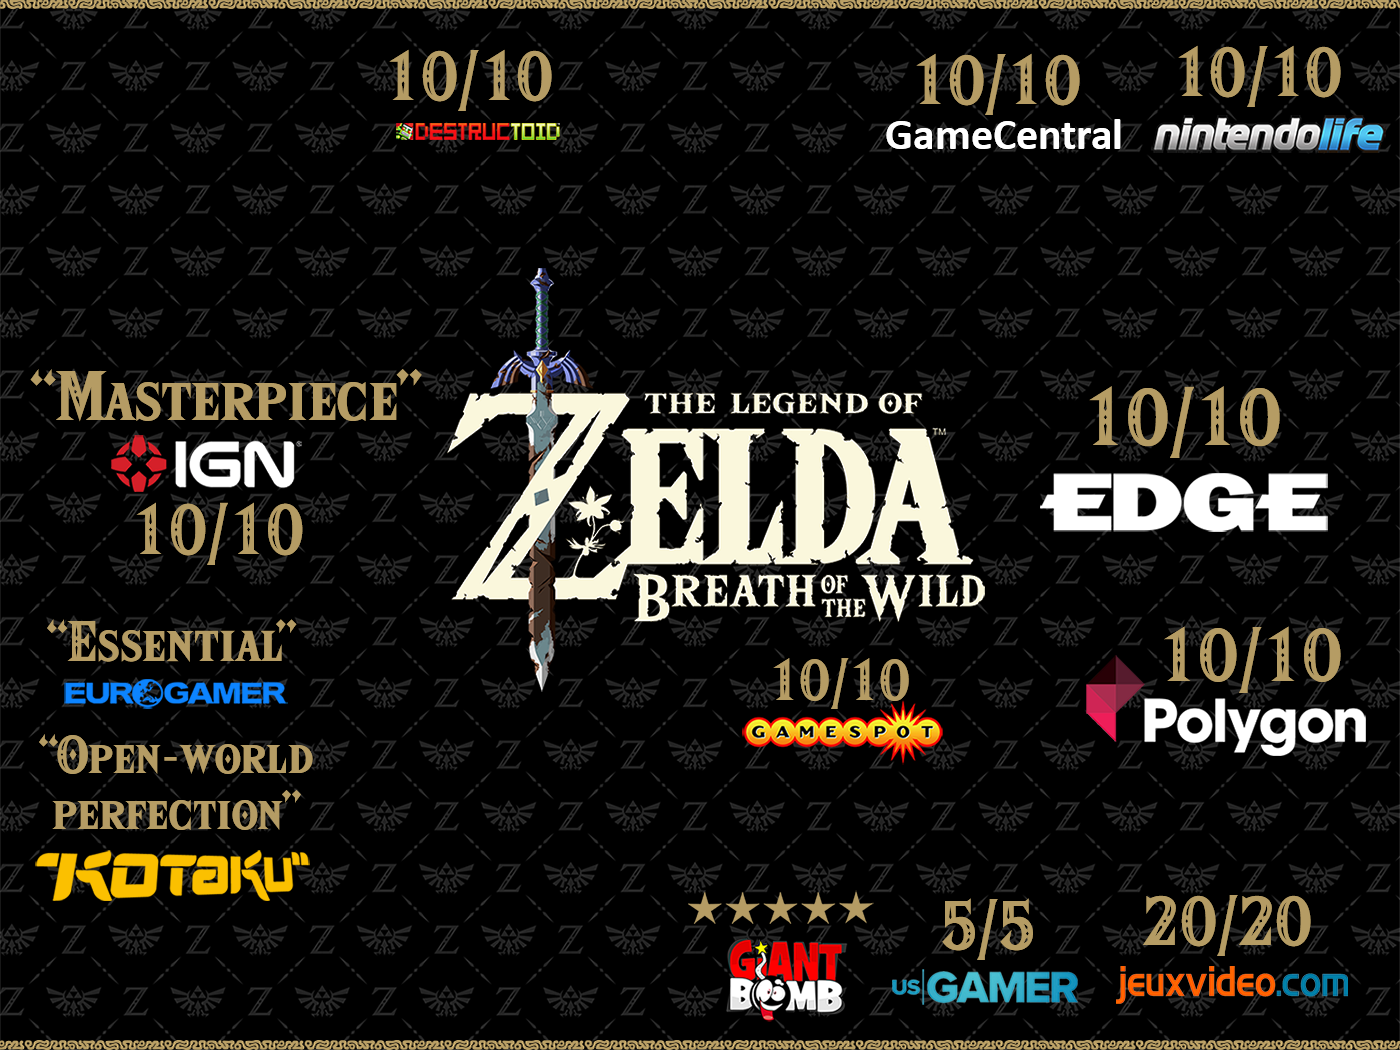 10/10
DESTRUCTOID
10/10
GameCentral
10/10
nintendolife
“Masterpiece”
IGN
10/10
THE LEGEND OF
ZELDA™
BREATH OF THE WILD
10/10
EDGE
“Essential”
EUROGAMER
10/10
GAMESPOT
10/10
Polygon
“Open-world
perfection”
KOTAKU
GIANT
BOMB
5/5
US|GAMER
20/20
jeuxvideo.com